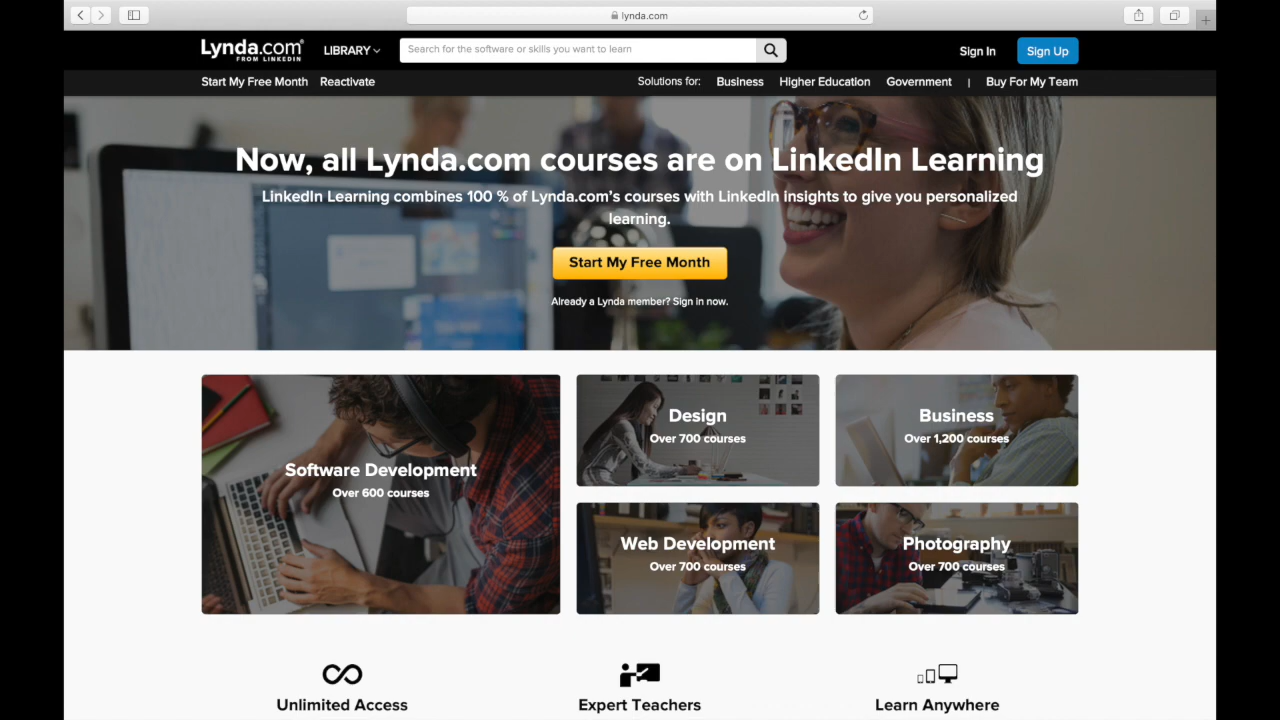 lynda.com
Lynda.com®
FROM LINKEDIN
LIBRARY
Search for the software or skills you want to learn
Sign In
Sign Up
Start My Free Month
Reactivate
Solutions for:
Business
Higher Education
Government
|
Buy For My Team
Now, all Lynda.com courses are on LinkedIn Learning
LinkedIn Learning combines 100 % of Lynda.com’s courses with LinkedIn insights to give you personalized
learning.
Start My Free Month
Already a Lynda member? Sign in now.
Software Development
Over 600 courses
Design
Over 700 courses
Business
Over 1,200 courses
Web Development
Over 700 courses
Photography
Over 700 courses
Unlimited Access
Expert Teachers
Learn Anywhere